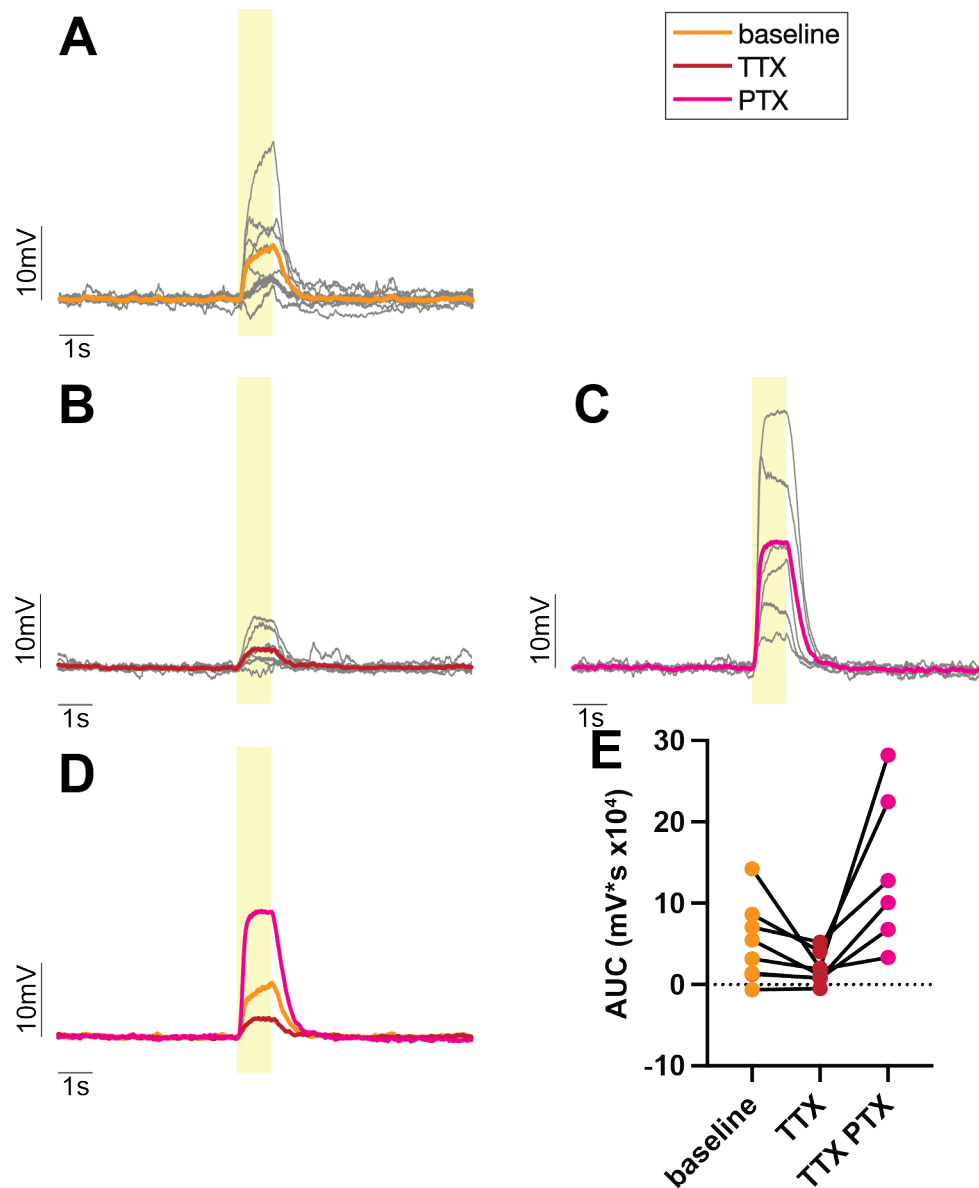 A
baseline
TTX
PTX
10mV
1s
B
C
10mV
1s
10mV
1s
D
10mV
1s
E
AUC (mV*s x10⁴)
30
20
10
0
-10
baseline
TTX
TTX PTX